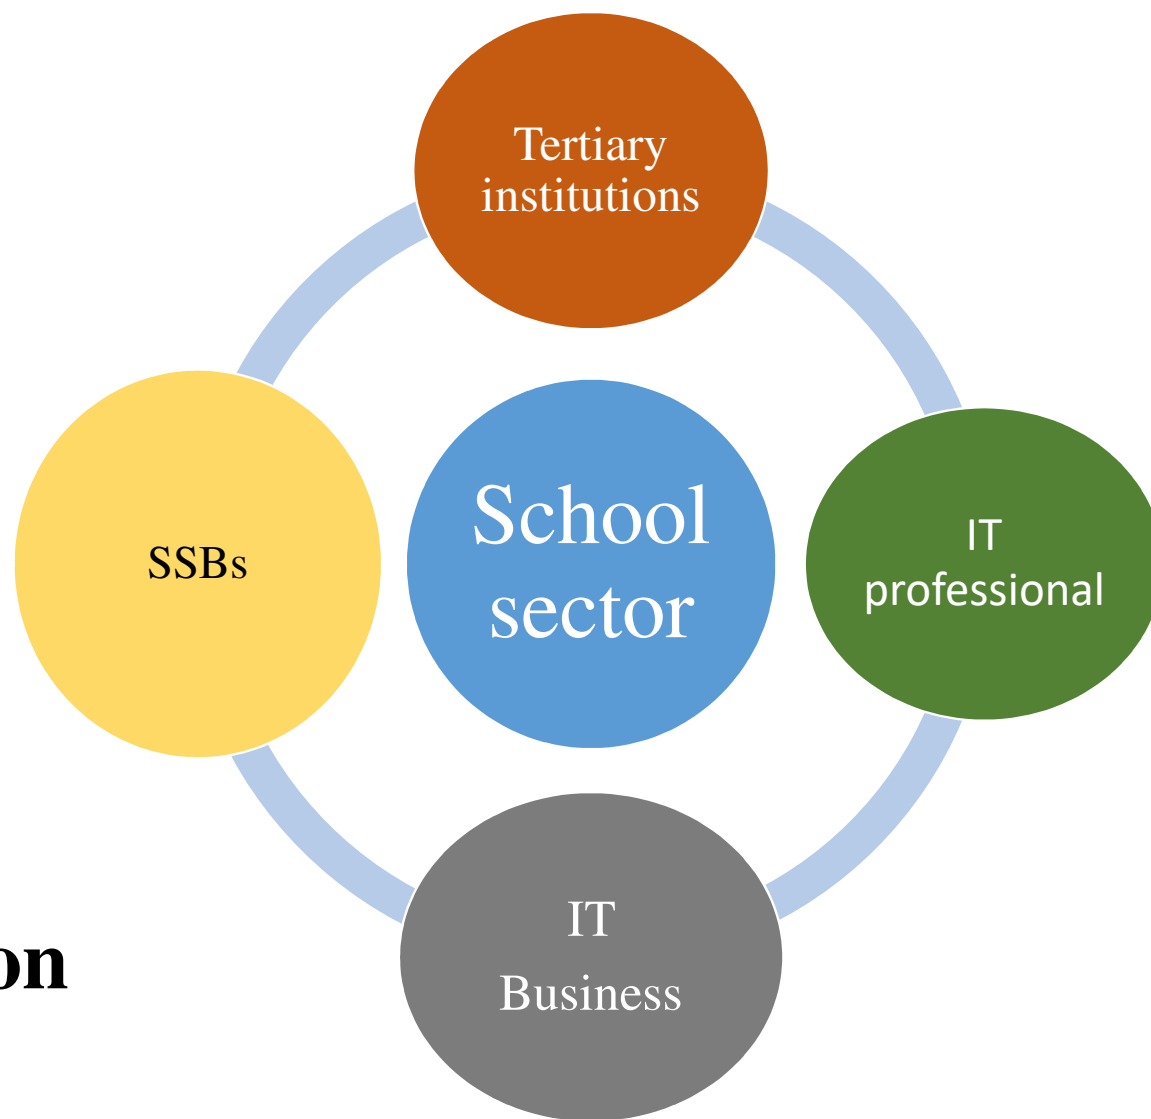 Tertiary
institutions
School
sector
SSBs
IT
professional
IT
Business
on